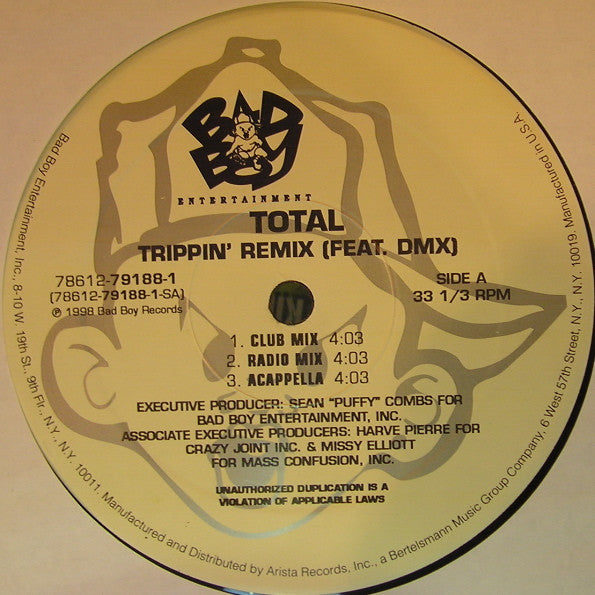 BAD
BOY
ENTERTAINMENT
TOTAL
TRIPPIN' REMIX (FEAT. DMX)
78612-79188-1
[78612-79188-1-SA]
℗ 1998 Bad Boy Records
SIDE A
33 1/3 RPM
1. CLUB MIX 4:03
2. RADIO MIX 4:03
3. ACAPPELLA 4:03
EXECUTIVE PRODUCER: SEAN "PUFFY" COMBS FOR
BAD BOY ENTERTAINMENT, INC.
ASSOCIATE EXECUTIVE PRODUCERS: HARVE PIERRE FOR
CRAZY JOINT INC. & MISSY ELLIOTT
FOR MASS CONFUSION, INC.
UNAUTHORIZED DUPLICATION IS A
VIOLATION OF APPLICABLE LAWS
Bad Boy Entertainment, Inc., 8-10 W. 19th St., 9th Flr., N.Y., N.Y. 10011. Manufactured and Distributed by Arista Records, Inc., a Bertelsmann Music Group Company, 6 West 57th Street, N.Y., N.Y. 10019. Manufactured in U.S.A.